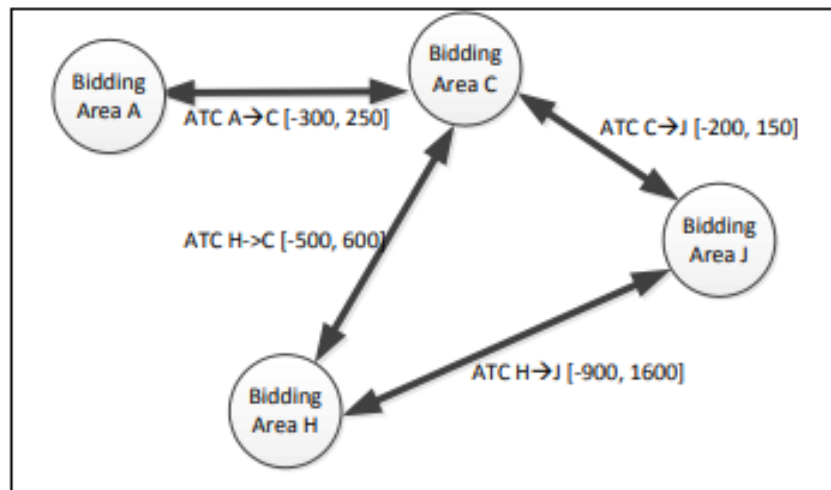 Bidding
Area A
Bidding
Area C
ATC A→C [-300, 250]
ATC C→J [-200, 150]
ATC H->C [-500, 600]
Bidding
Area J
ATC H→J [-900, 1600]
Bidding
Area H